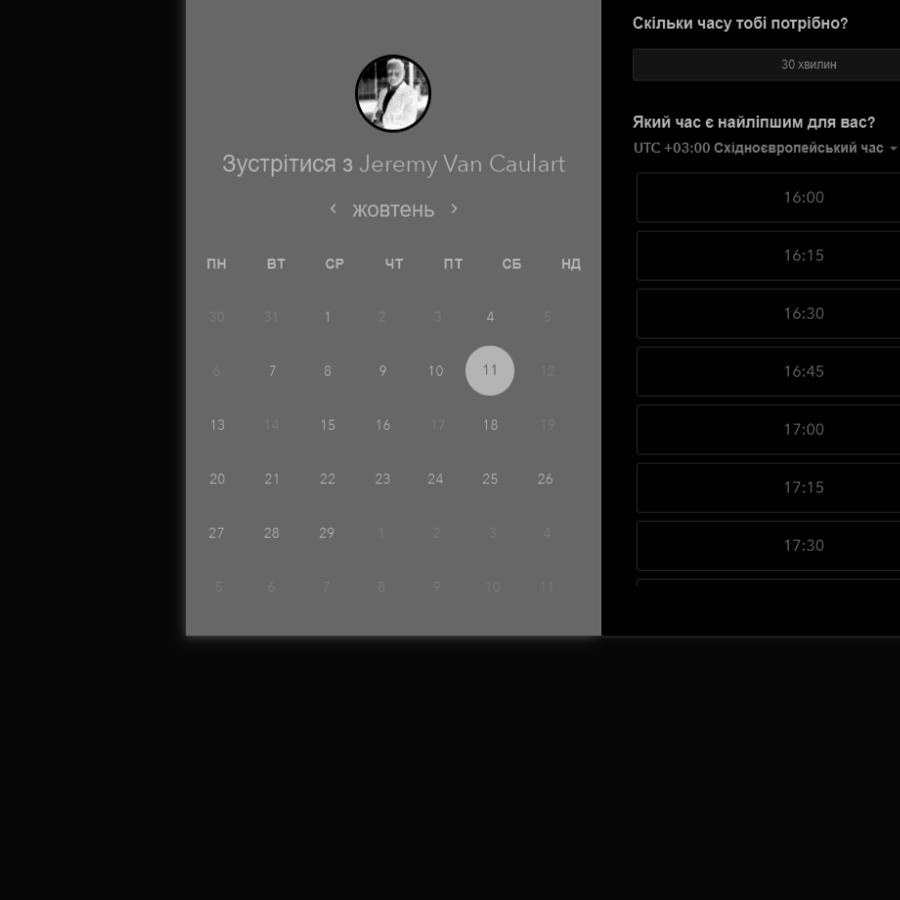 Зустрітися з Jeremy Van Caulart
жовтень
ПН ВТ СР ЧТ ПТ СБ НД
30 31 1 2 3 4 5
6 7 8 9 10 11 12
13 14 15 16 17 18 19
20 21 22 23 24 25 26
27 28 29 1 2 3 4
5 6 7 8 9 10 11
Скільки часу тобі потрібно?
30 хвилин
Який час є найліпшим для вас?
UTC +03:00 Східноєвропейський час
16:00
16:15
16:30
16:45
17:00
17:15
17:30